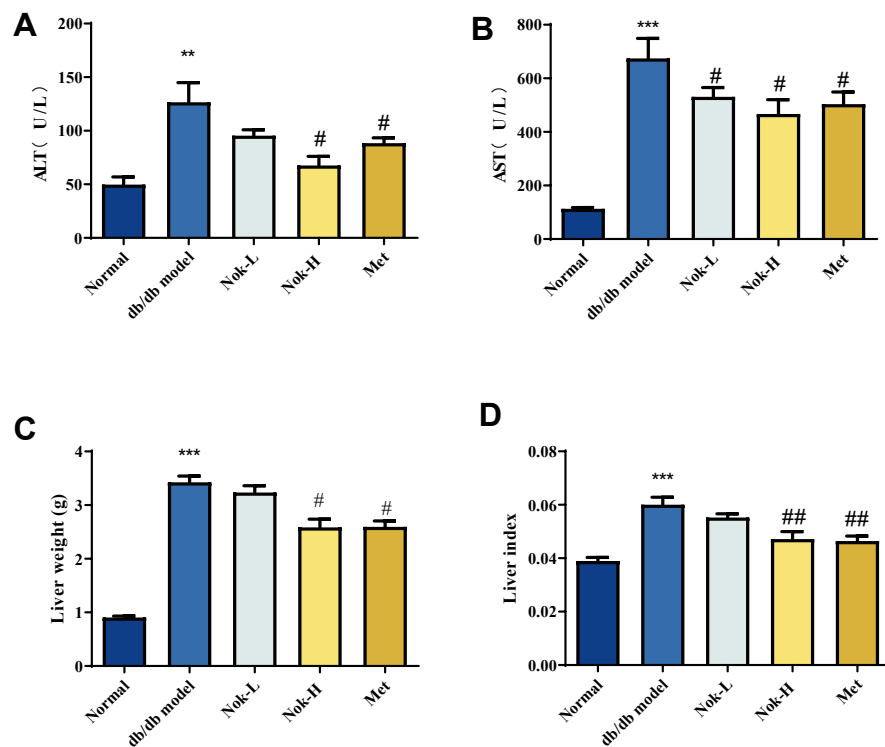 A
ALT( U/L)
200
150
100
50
0
**
#
#
Normal
db/db model
Nok-L
Nok-H
Met
B
AST( U/L)
800
600
400
200
0
***
#
#
#
Normal
db/db model
Nok-L
Nok-H
Met
C
Liver weight (g)
4
3
2
1
0
***
#
#
Normal
db/db model
Nok-L
Nok-H
Met
D
Liver index
0.08
0.06
0.04
0.02
0.00
***
##
##
Normal
db/db model
Nok-L
Nok-H
Met